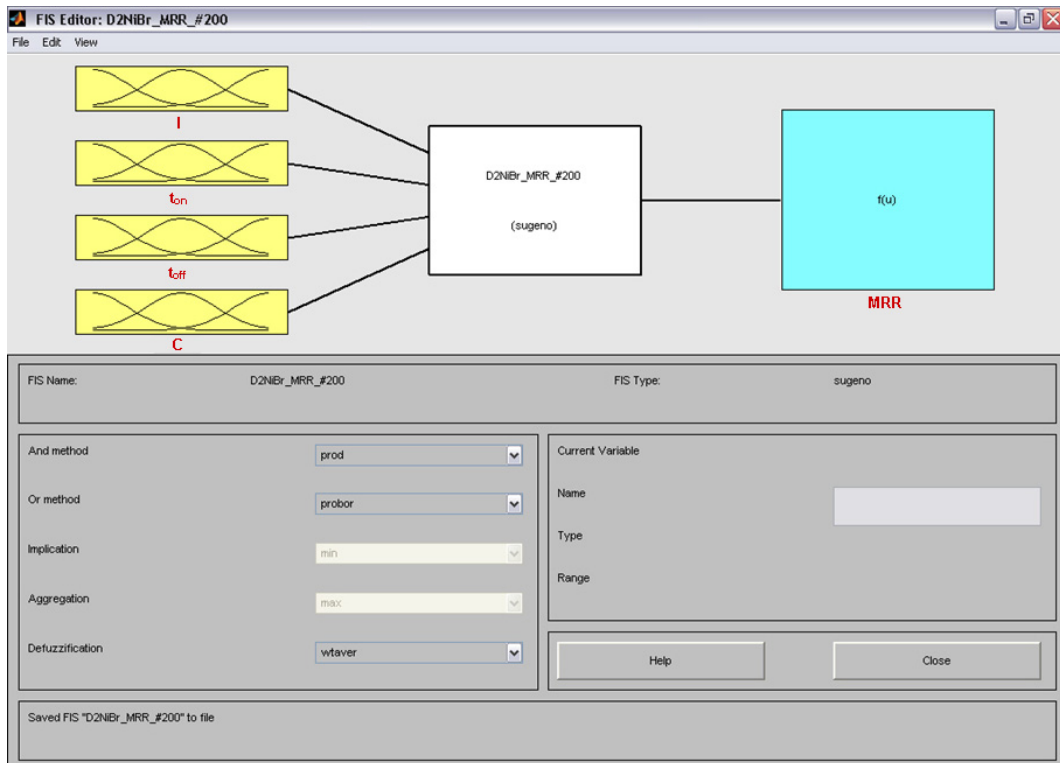 FIS Editor: D2NiBr_MRR_#200
File Edit View
I
ton
toff
C
D2NiBr_MRR_#200
(sugeno)
f(u)
MRR
FIS Name: D2NiBr_MRR_#200 FIS Type: sugeno
And method prod
Or method probor
Implication min
Aggregation max
Defuzzification wtaver
Current Variable
Name
Type
Range
Help Close
Saved FIS "D2NiBr_MRR_#200" to file